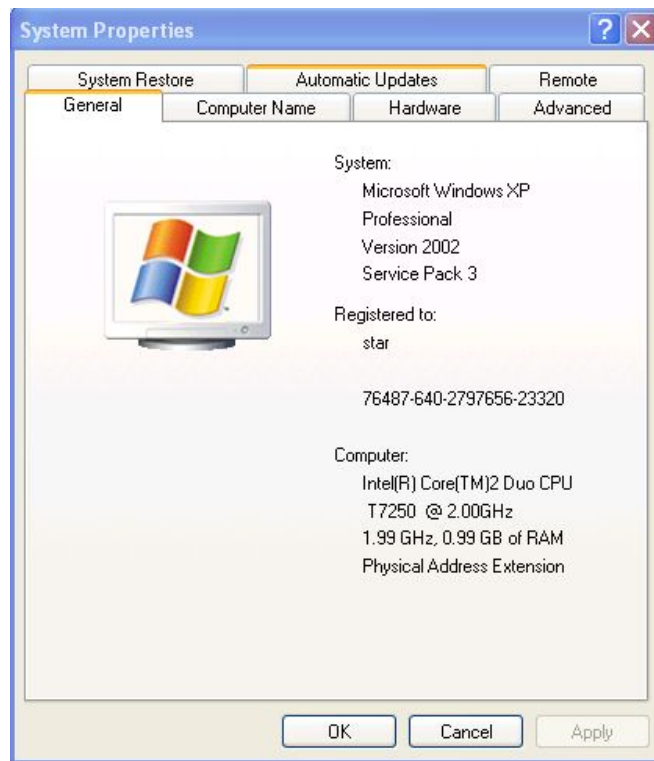 System Properties
System Restore
Automatic Updates
Remote
General
Computer Name
Hardware
Advanced
System:
Microsoft Windows XP
Professional
Version 2002
Service Pack 3
Registered to:
star
76487-640-2797656-23320
Computer:
Intel(R) Core(TM)2 Duo CPU
T7250 @ 2.00GHz
1.99 GHz, 0.99 GB of RAM
Physical Address Extension
OK
Cancel
Apply